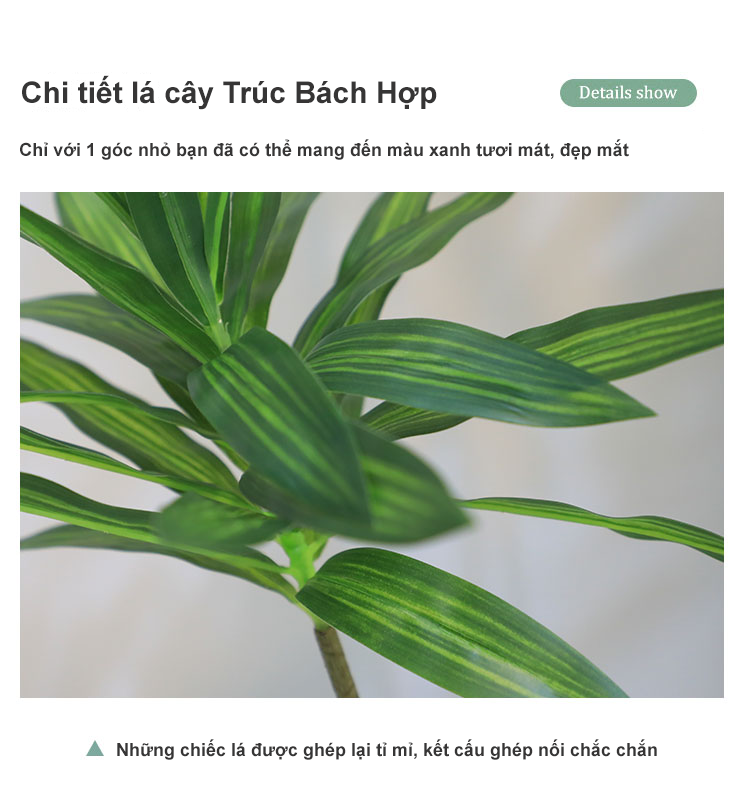 Chi tiết lá cây Trúc Bách Hợp
Details show
Chỉ với 1 góc nhỏ bạn đã có thể mang đến màu xanh tươi mát, đẹp mắt
Những chiếc lá được ghép lại tỉ mỉ, kết cấu ghép nối chắc chắn